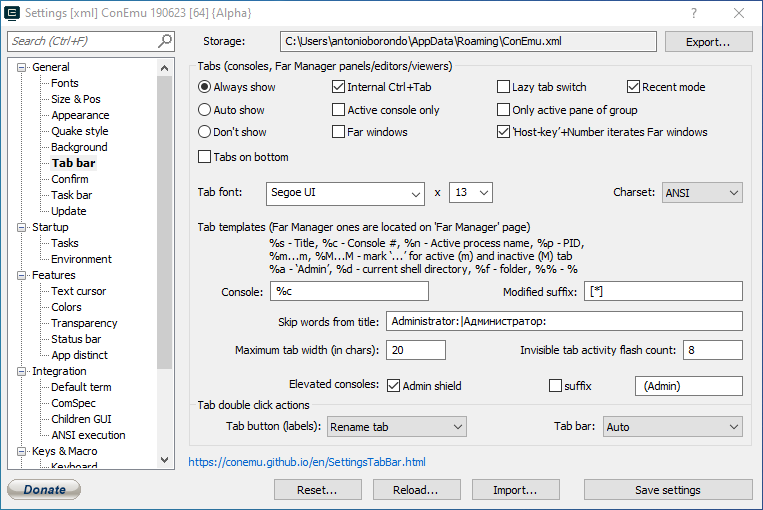 Settings [xml] ConEmu 190623 [64] {Alpha}
Search (Ctrl+F)
Storage: C:\Users\antonioborondo\AppData\Roaming\ConEmu.xml Export...
General
Fonts
Size & Pos
Appearance
Quake style
Background
Tab bar
Confirm
Task bar
Update
Startup
Tasks
Environment
Features
Text cursor
Colors
Transparency
Status bar
App distinct
Integration
Default term
ComSpec
Children GUI
ANSI execution
Keys & Macro
Keyboard
Tabs (consoles, Far Manager panels/editors/viewers)
Always show Internal Ctrl+Tab Lazy tab switch Recent mode
Auto show Active console only Only active pane of group
Don't show Far windows 'Host-key'+Number iterates Far windows
Tabs on bottom
Tab font: Segoe UI x 13 Charset: ANSI
Tab templates (Far Manager ones are located on 'Far Manager' page)
%s - Title, %c - Console #, %n - Active process name, %p - PID,
%m...m, %M...M - mark '...' for active (m) and inactive (M) tab
%a - 'Admin', %d - current shell directory, %f - folder, %% - %
Console: %c Modified suffix: [*]
Skip words from title: Administrator:|Администратор:
Maximum tab width (in chars): 20 Invisible tab activity flash count: 8
Elevated consoles: Admin shield suffix (Admin)
Tab double click actions
Tab button (labels): Rename tab Tab bar: Auto
https://conemu.github.io/en/SettingsTabBar.html
Donate Reset... Reload... Import... Save settings